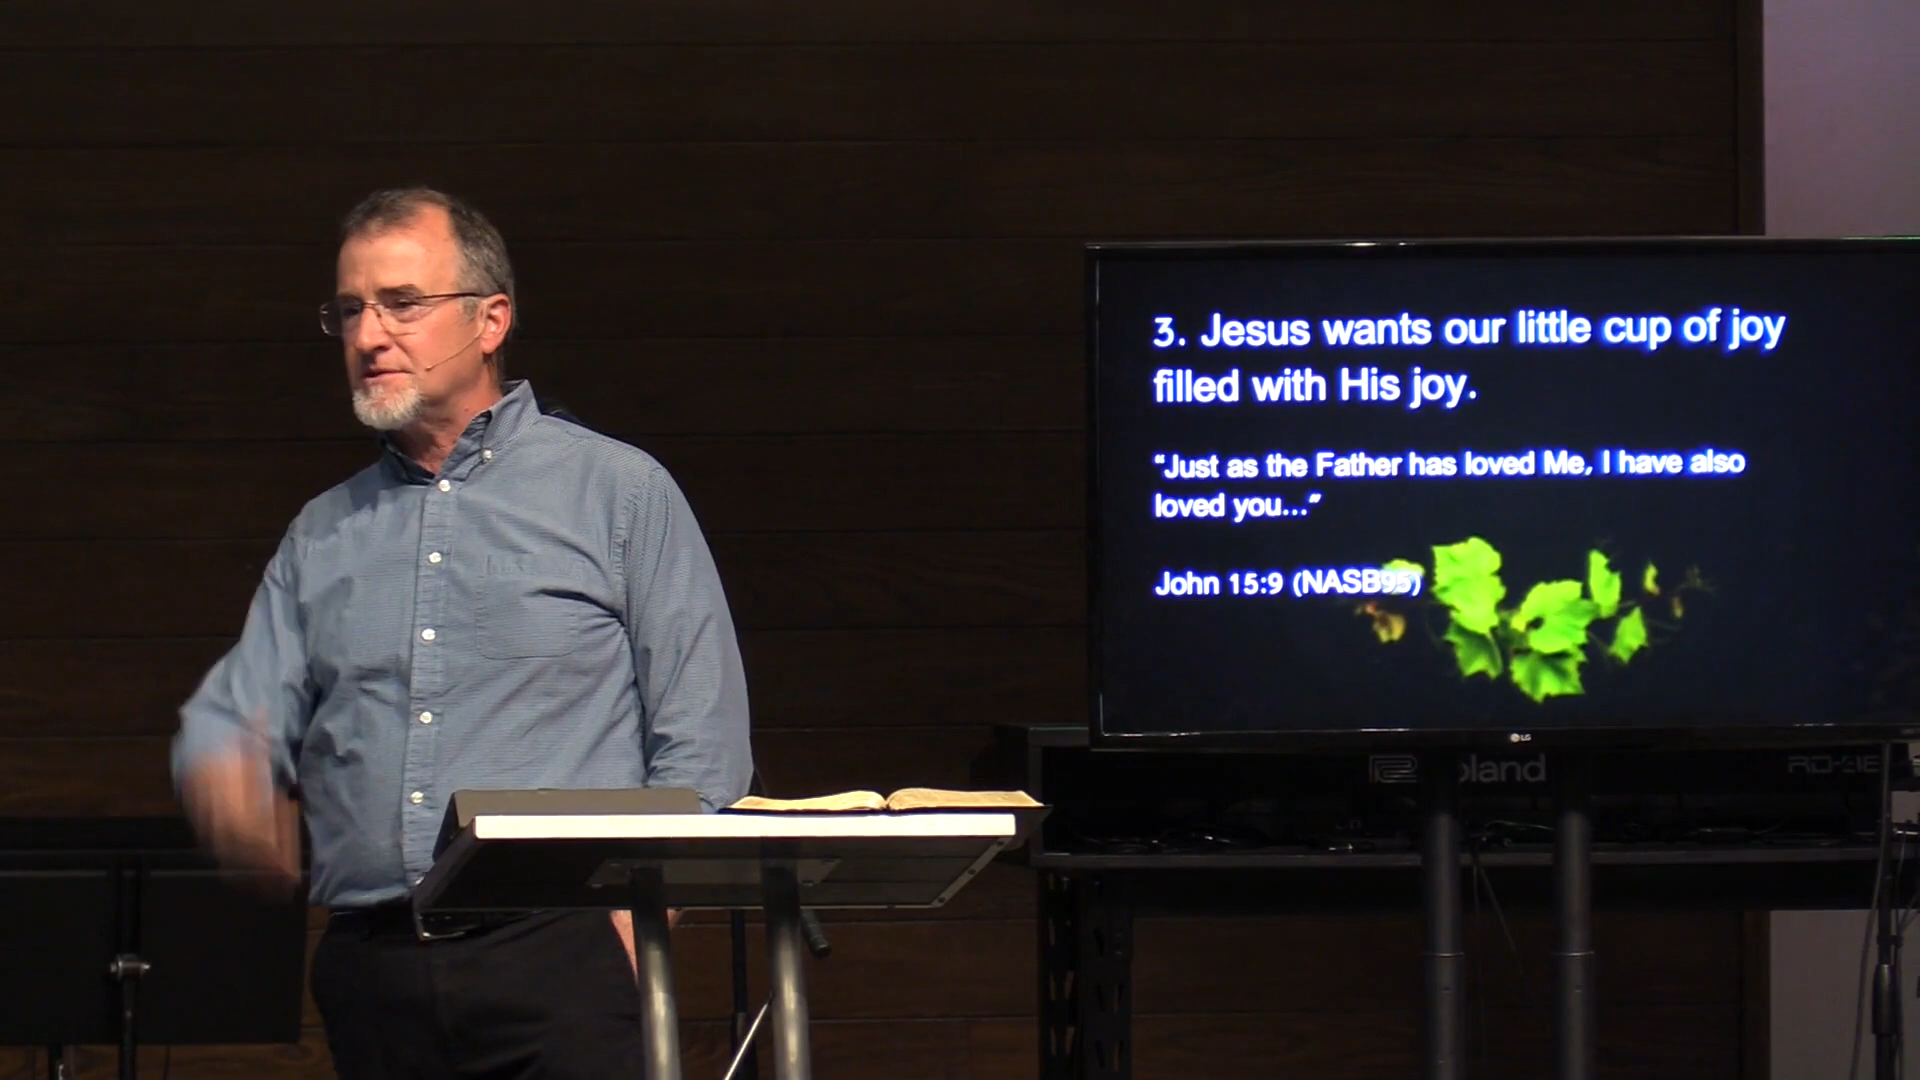 3. Jesus wants our little cup of joy
filled with His joy.
“Just as the Father has loved Me, I have also
loved you...”
John 15:9 (NASB95)
LG
Roland